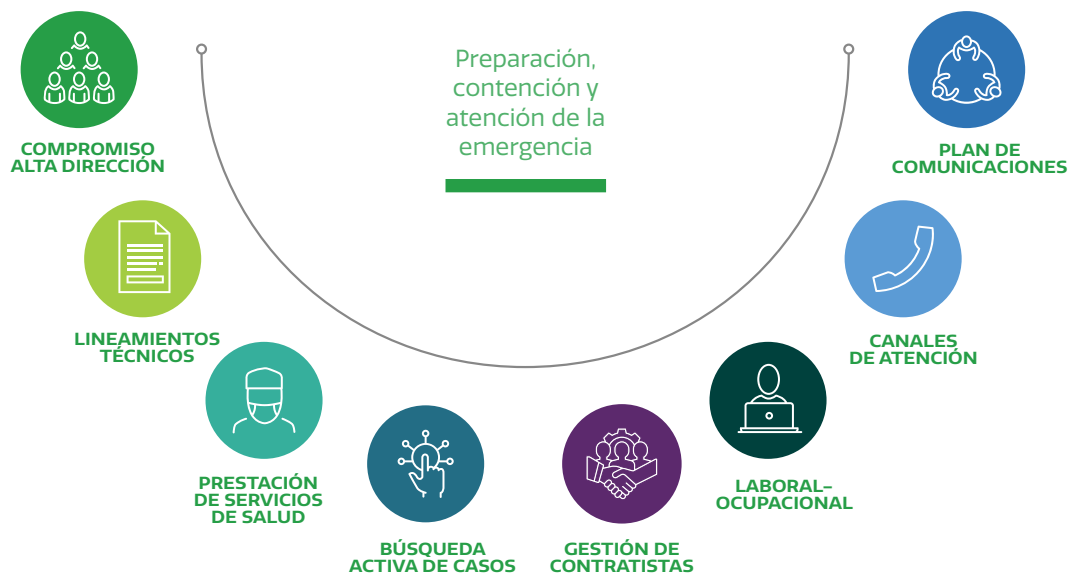 Preparación,
contención y
atención de la
emergencia
COMPROMISO
ALTA DIRECCIÓN
LINEAMIENTOS
TÉCNICOS
PRESTACIÓN
DE SERVICIOS
DE SALUD
BÚSQUEDA
ACTIVA DE CASOS
GESTIÓN DE
CONTRATISTAS
LABORAL–
OCUPACIONAL
CANALES
DE ATENCIÓN
PLAN DE
COMUNICACIONES